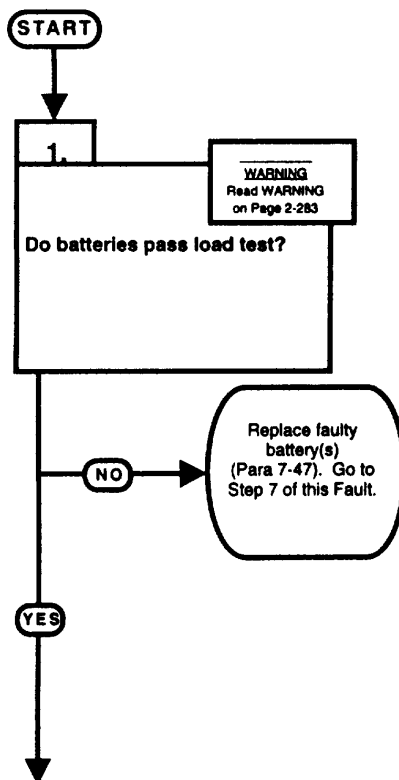 START
1.
WARNING
Read WARNING
on Page 2-283
Do batteries pass load test?
NO
Replace faulty
battery(s)
(Para 7-47). Go to
Step 7 of this Fault.
YES